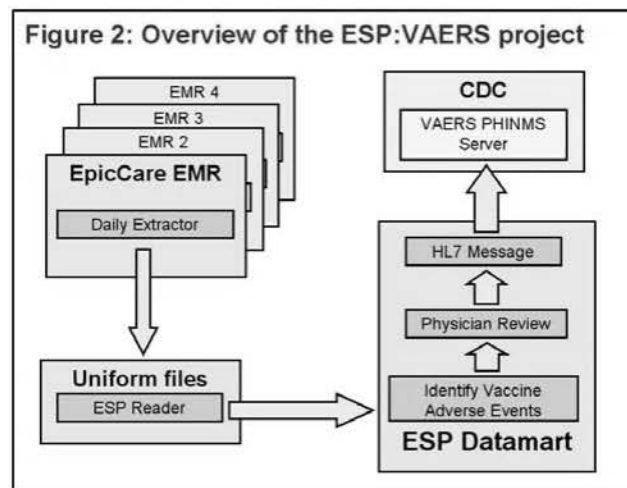 Figure 2: Overview of the ESP:VAERS project
EMR 4
EMR 3
EMR 2
EpicCare EMR
Daily Extractor
Uniform files
ESP Reader
CDC
VAERS PHINMS
Server
HL7 Message
Physician Review
Identify Vaccine
Adverse Events
ESP Datamart